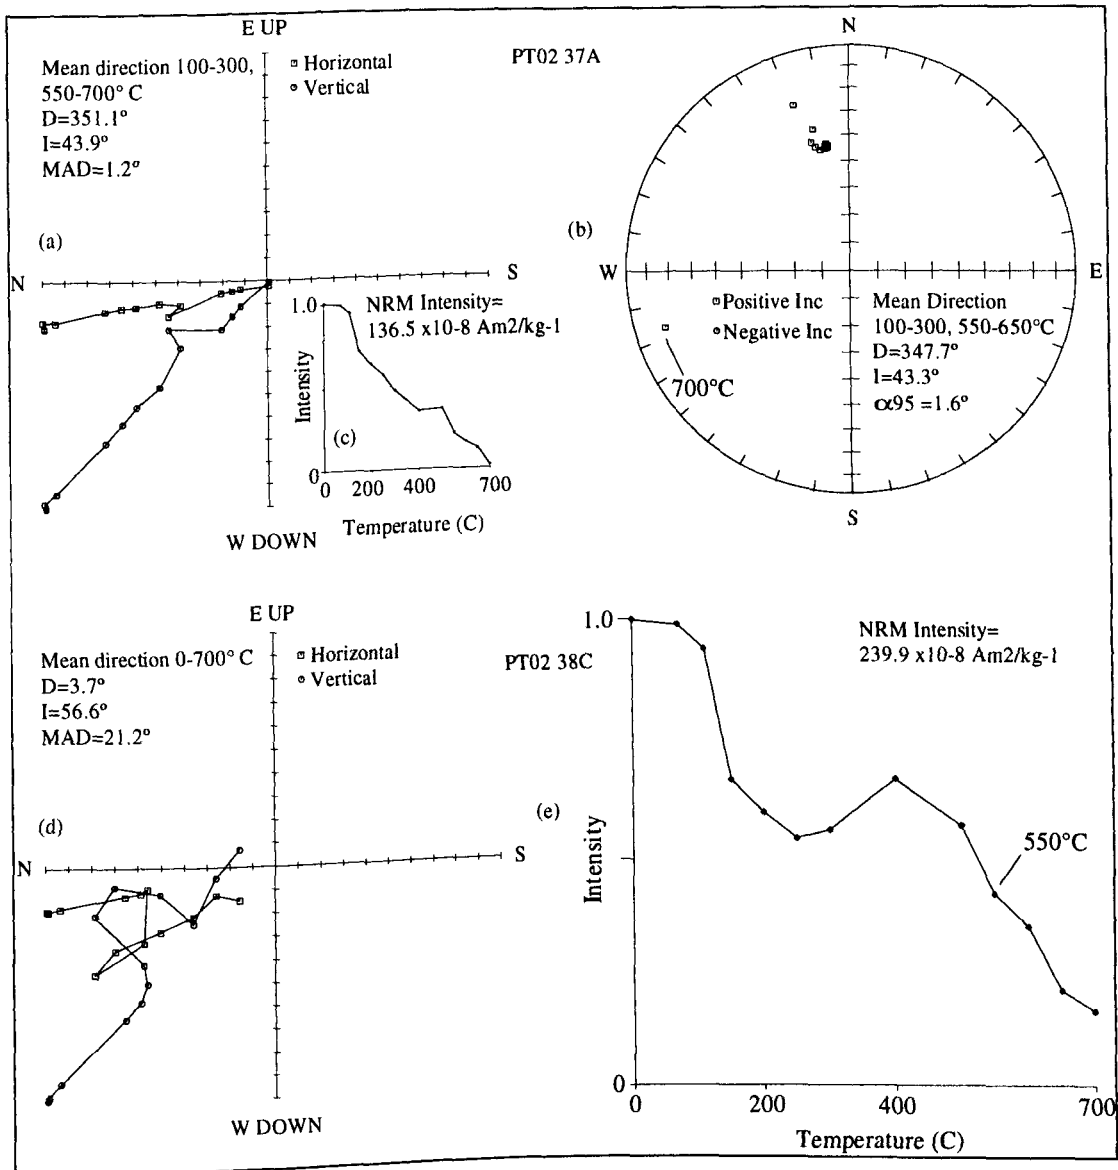 E UP
Mean direction 100-300,
550-700° C
D=351.1°
I=43.9°
MAD=1.2°
Horizontal
Vertical
PT02 37A
(a)
N
S
W DOWN
NRM Intensity=
136.5 x10-8 Am2/kg-1
1.0
Intensity
(c)
0
0 200 400 700
Temperature (C)
N
(b)
W
E
S
Positive Inc
Negative Inc
700°C
Mean Direction
100-300, 550-650°C
D=347.7°
I=43.3°
α95 =1.6°
E UP
Mean direction 0-700° C
D=3.7°
I=56.6°
MAD=21.2°
Horizontal
Vertical
PT02 38C
(d)
N
S
W DOWN
(e)
1.0
NRM Intensity=
239.9 x10-8 Am2/kg-1
550°C
Intensity
0
0 200 400 700
Temperature (C)